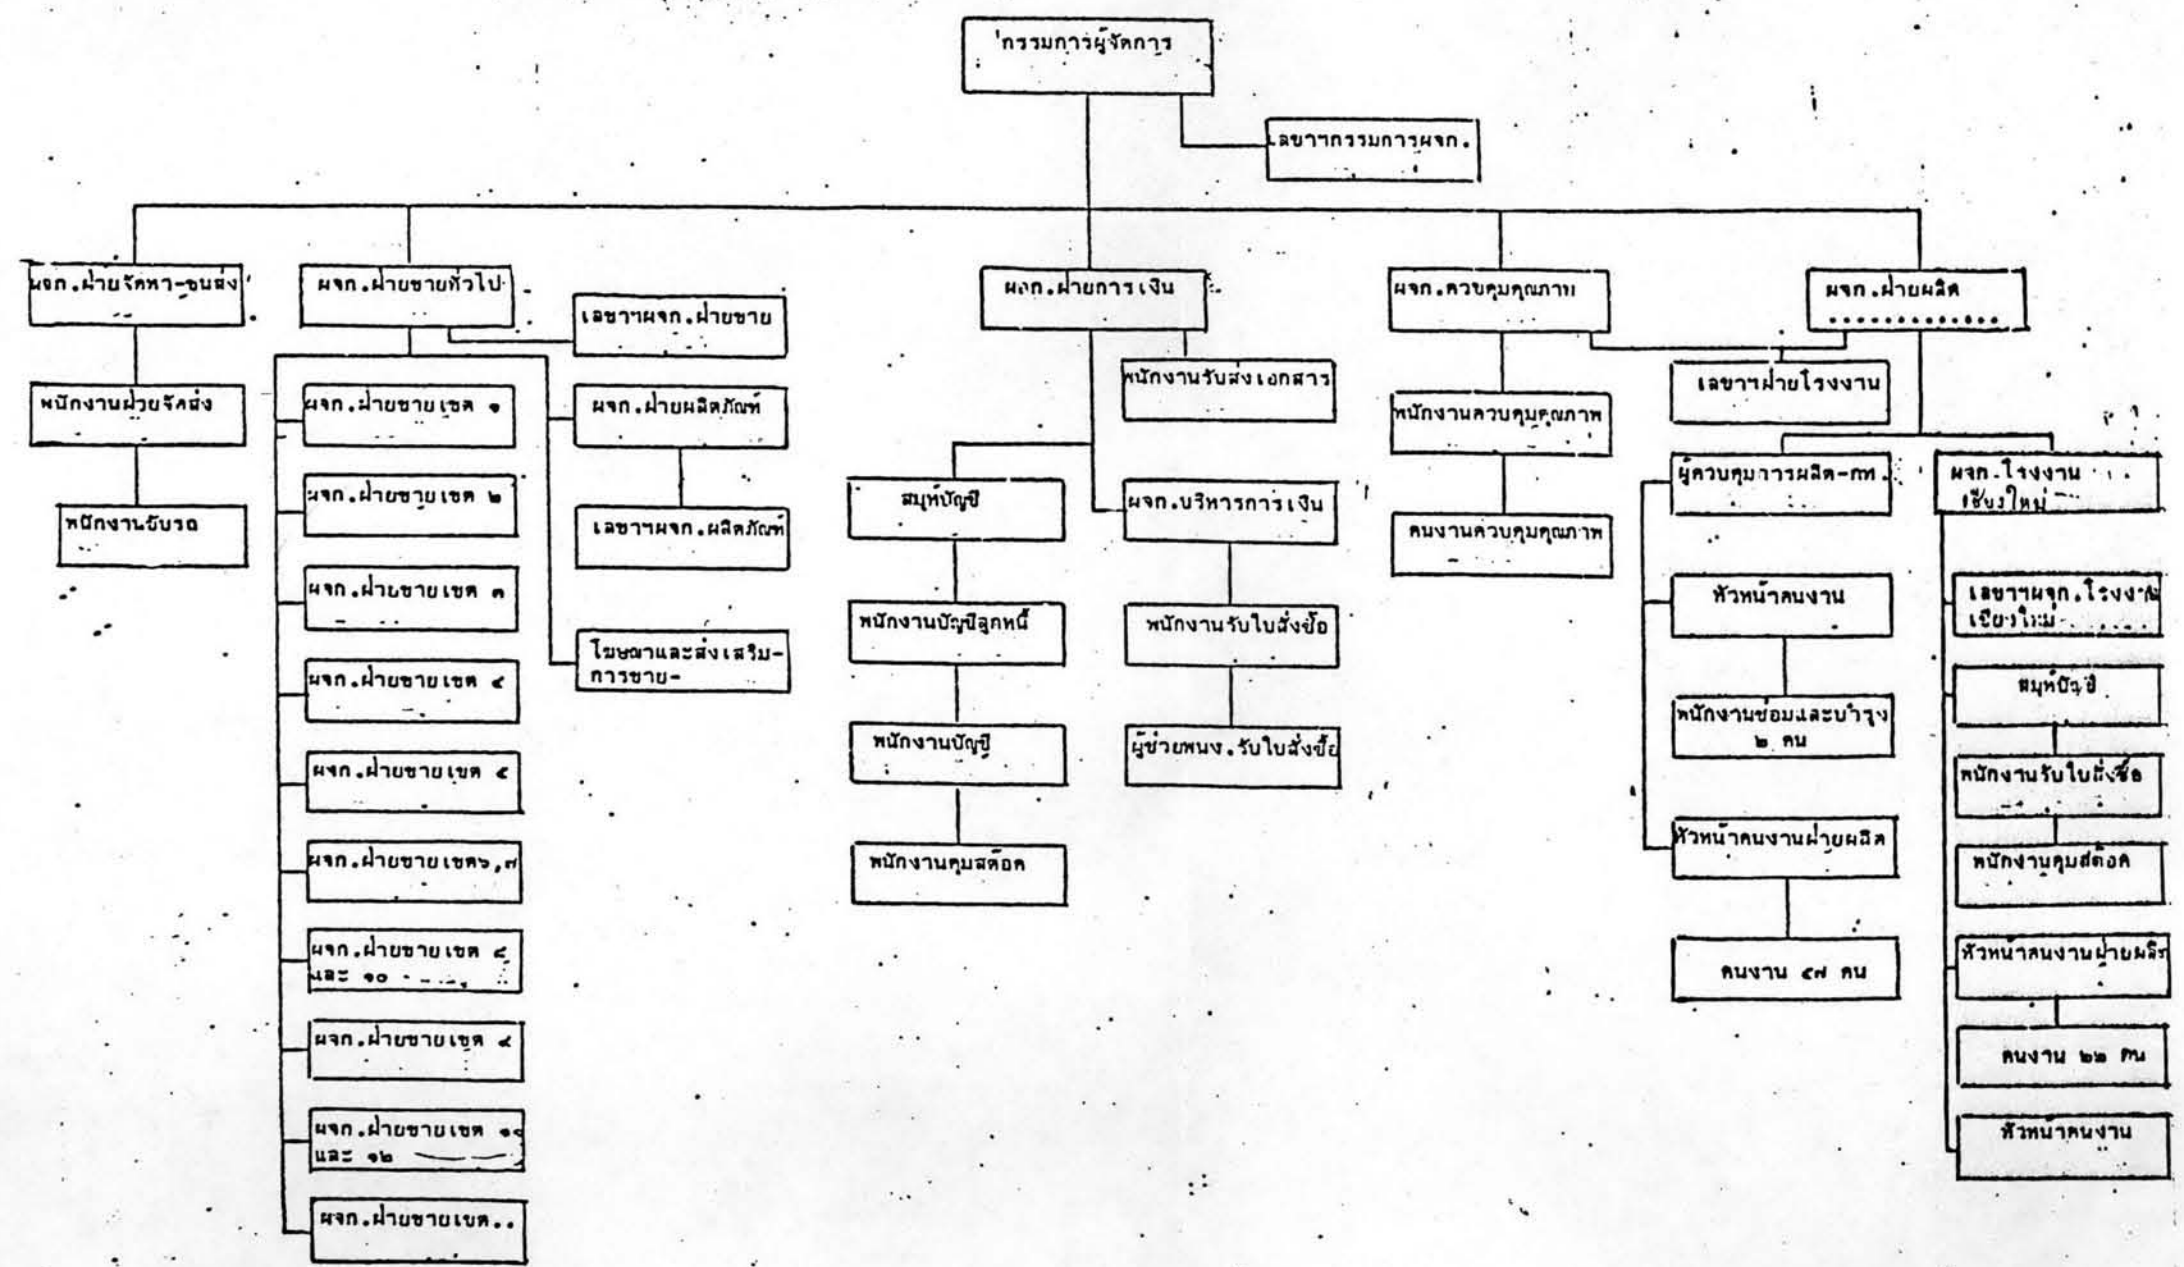 กรรมการผู้จัดการ
เลขาฯกรรมการผจก.
ผจก.ฝ่ายจัดหา-ขนส่ง
ผจก.ฝ่ายขายทั่วไป
เลขาฯผจก.ฝ่ายขาย
ผจก.ฝ่ายการเงิน
ผจก.ควบคุมคุณภาพ
ผจก.ฝ่ายผลิต
พนักงานรับส่งเอกสาร
เลขาฯฝ่ายโรงงาน
พนักงานฝ่ายจัดส่ง
พนักงานขับรถ
ผจก.ฝ่ายขายเขต ๑
ผจก.ฝ่ายขายเขต ๒
ผจก.ฝ่ายขายเขต ๓
ผจก.ฝ่ายขายเขต ๔
ผจก.ฝ่ายขายเขต ๕
ผจก.ฝ่ายขายเขต๖,๗
ผจก.ฝ่ายขายเขต ๘
และ ๑๐
ผจก.ฝ่ายขายเขต
ผจก.ฝ่ายขายเขต ๑๑
และ ๑๒
ผจก.ฝ่ายขายเขต..
ผจก.ฝ่ายผลิตภัณฑ์
เลขาฯผจก.ผลิตภัณฑ์
โฆษณาและส่งเสริม-
การขาย-
สมุห์บัญชี
พนักงานบัญชีลูกหนี้
พนักงานบัญชี
พนักงานคุมสต๊อค
ผจก.บริหารการเงิน
พนักงานรับใบสั่งซื้อ
ผู้ช่วยพนง.รับใบสั่งซื้อ
พนักงานควบคุมคุณภาพ
คนงานควบคุมคุณภาพ
ผู้ควบคุมการผลิต-กท.
หัวหน้าคนงาน
พนักงานซ่อมและบำรุง
๒ คน
หัวหน้าคนงานฝ่ายผลิต
คนงาน ๕๗ คน
ผจก.โรงงาน
เชียงใหม่
เลขาฯผจก.โรงงาน
เชียงใหม่
สมุห์บัญชี
พนักงานรับใบสั่งซื้อ
พนักงานคุมสต๊อค
หัวหน้าคนงานฝ่ายผลิต
คนงาน ๒๒ คน
หัวหน้าคนงาน